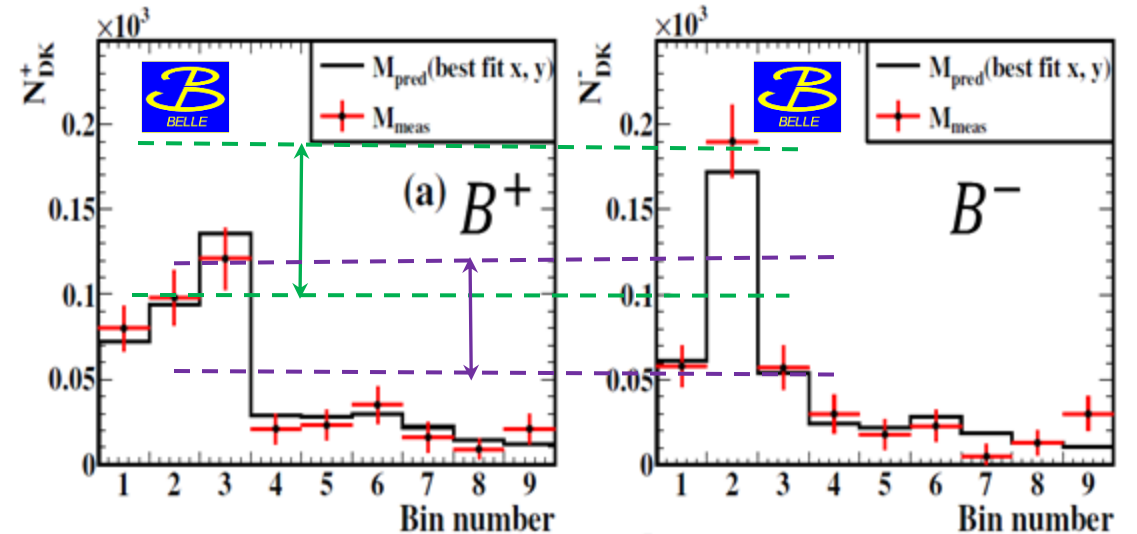 ×10³
N⁺DK
B
BELLE
M_pred(best fit x, y)
M_meas
(a) B⁺
0.2
0.15
0.1
0.05
0
1 2 3 4 5 6 7 8 9
Bin number
×10³
N⁻DK
B
BELLE
M_pred(best fit x, y)
M_meas
B⁻
0.2
0.15
0.1
0.05
0
1 2 3 4 5 6 7 8 9
Bin number